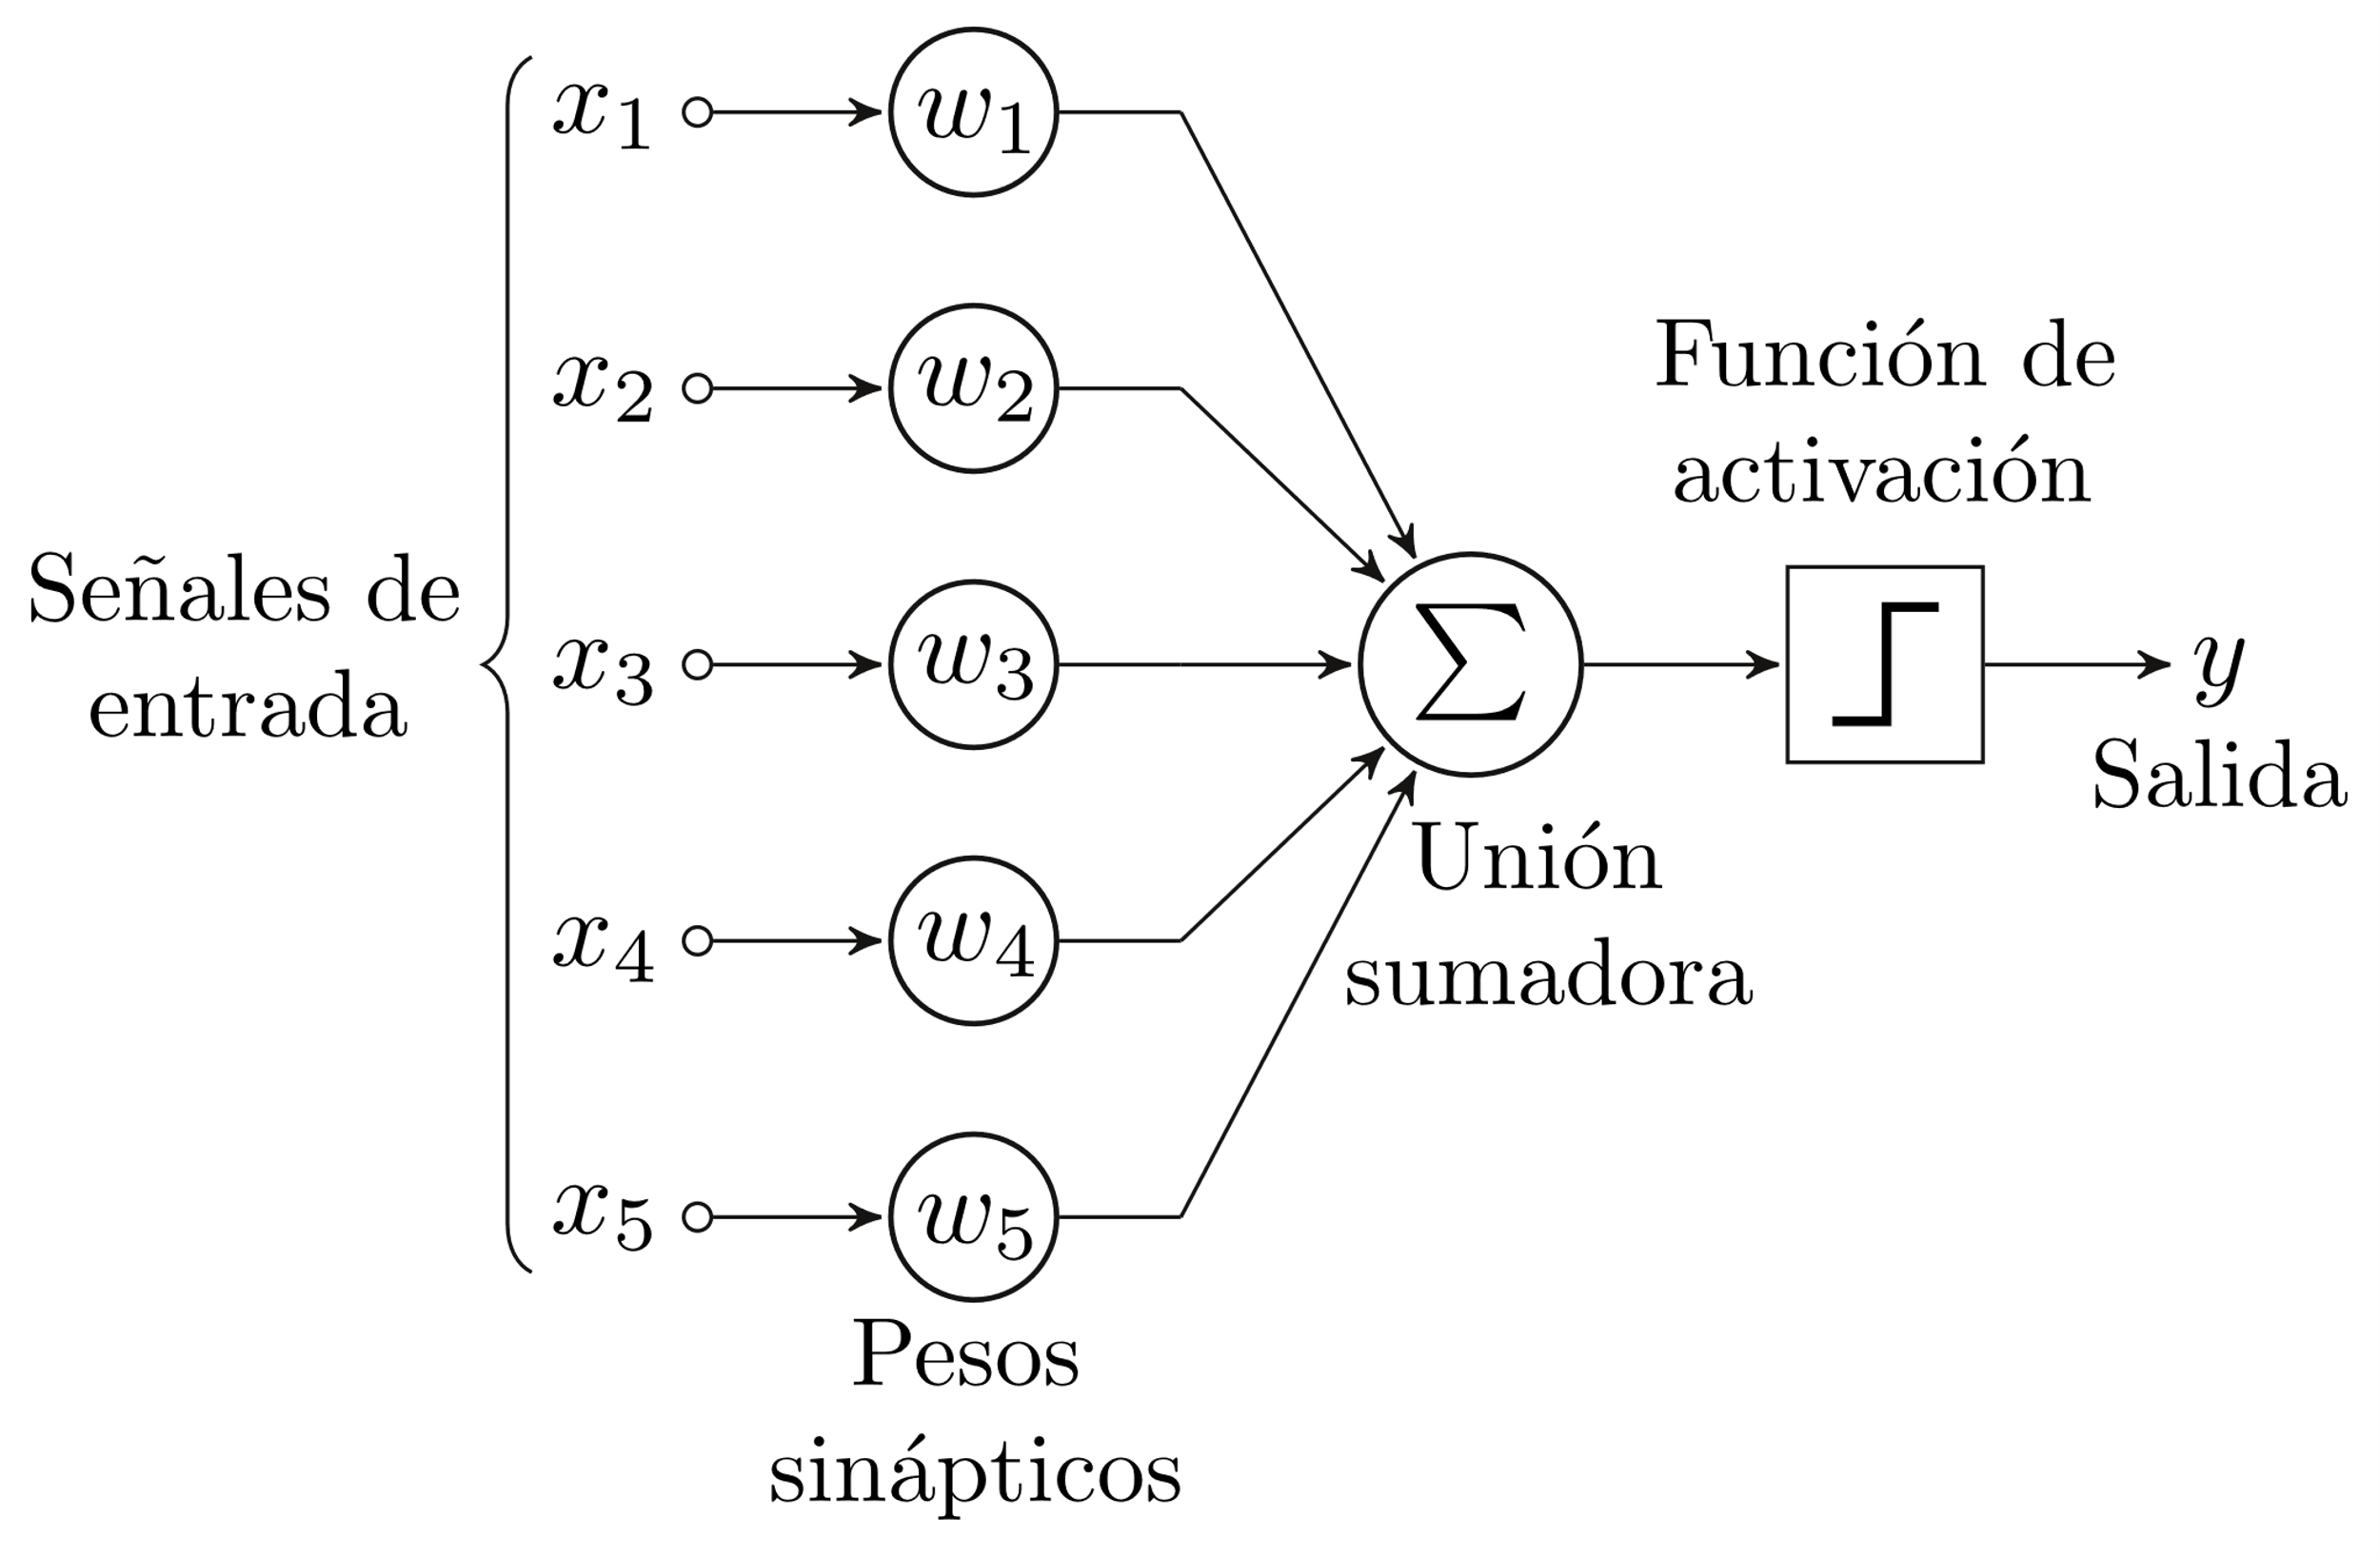 x1
w1
x2
w2
Función de
activación
Señales de
entrada
x3
w3
Σ
y
Salida
Unión
sumadora
x4
w4
x5
w5
Pesos
sinápticos